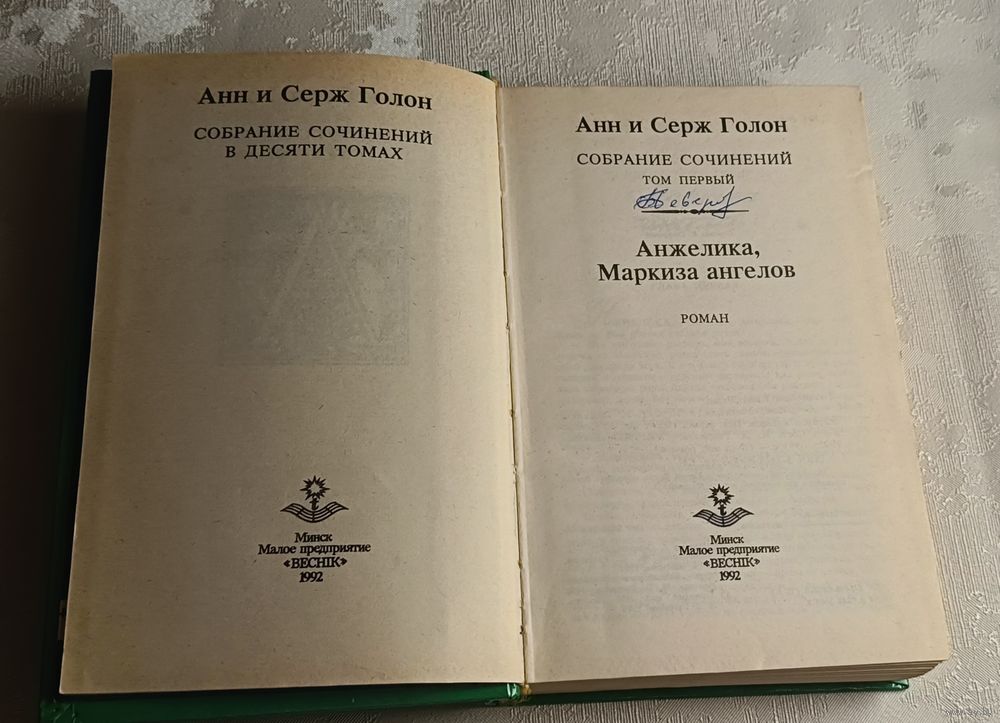 Анн и Серж Голон
СОБРАНИЕ СОЧИНЕНИЙ
В ДЕСЯТИ ТОМАХ
Минск
Малое предприятие
«ВЕСНІК»
1992
Анн и Серж Голон
СОБРАНИЕ СОЧИНЕНИЙ
ТОМ ПЕРВЫЙ
Анжелика,
Маркиза ангелов
РОМАН
Минск
Малое предприятие
«ВЕСНІК»
1992